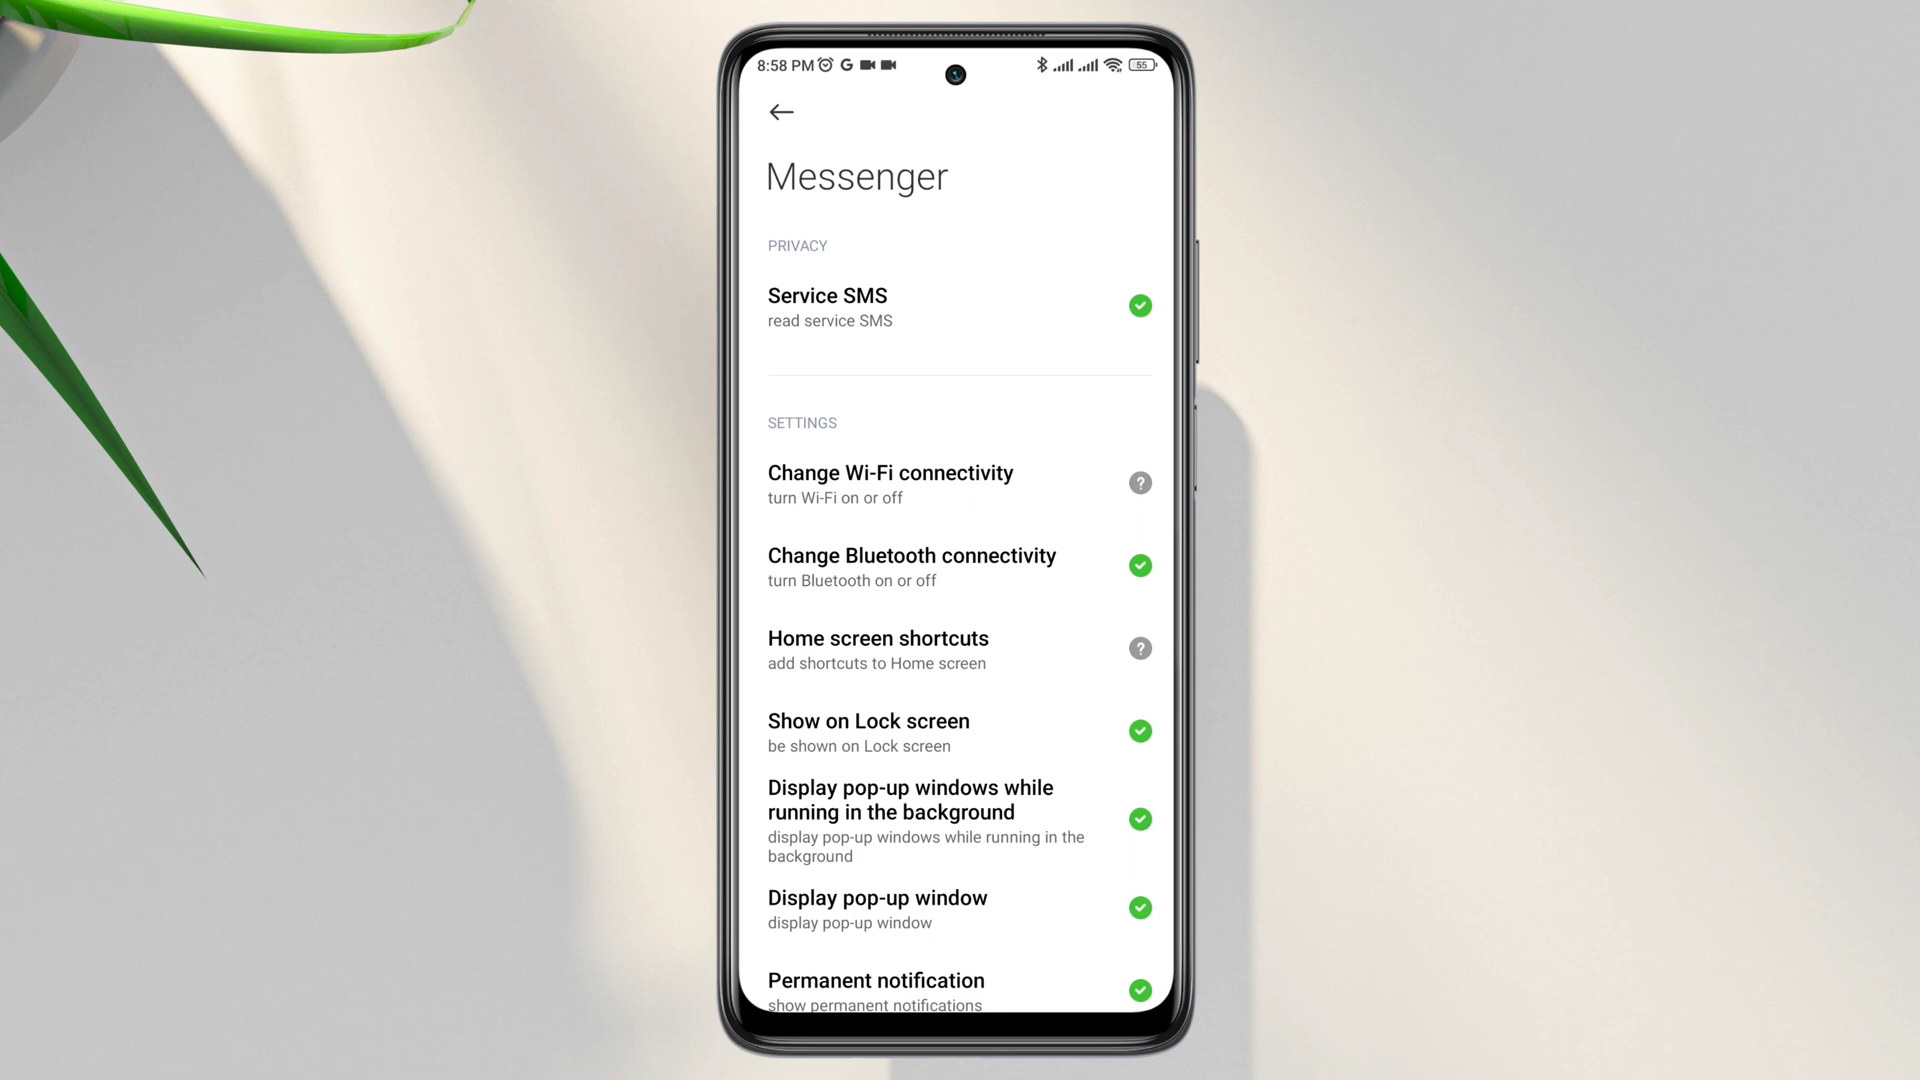 8:58 PM
55
Messenger
PRIVACY
Service SMS
read service SMS
SETTINGS
Change Wi-Fi connectivity
turn Wi-Fi on or off
Change Bluetooth connectivity
turn Bluetooth on or off
Home screen shortcuts
add shortcuts to Home screen
Show on Lock screen
be shown on Lock screen
Display pop-up windows while
running in the background
display pop-up windows while running in the
background
Display pop-up window
display pop-up window
Permanent notification
show permanent notifications